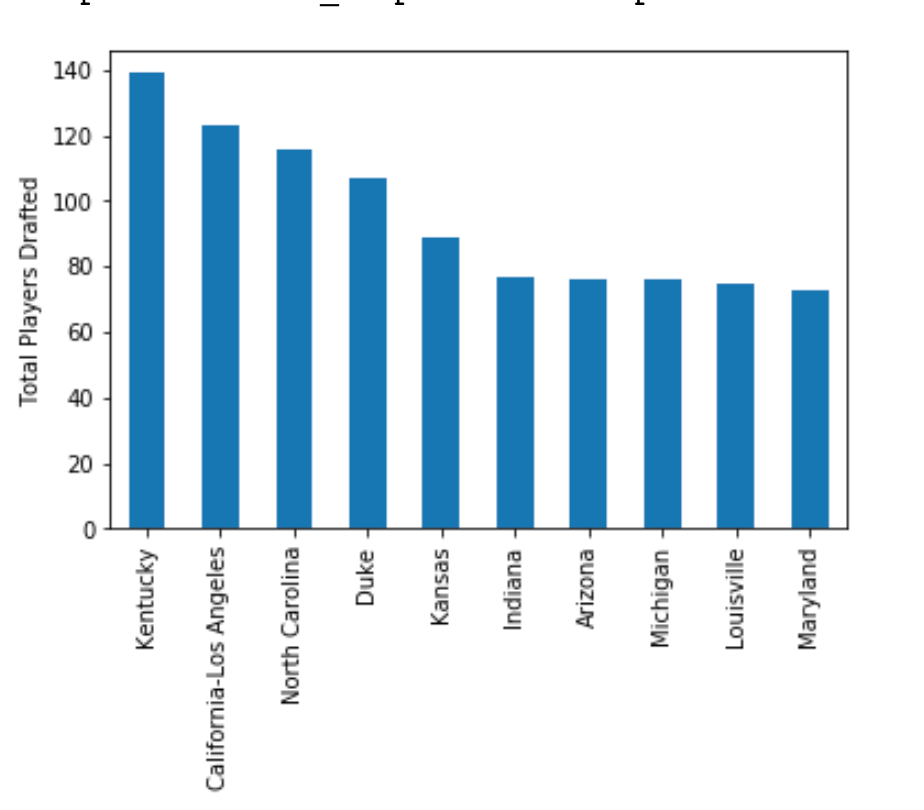 140
120
100
80
60
40
20
0
Total Players Drafted
Kentucky
California-Los Angeles
North Carolina
Duke
Kansas
Indiana
Arizona
Michigan
Louisville
Maryland